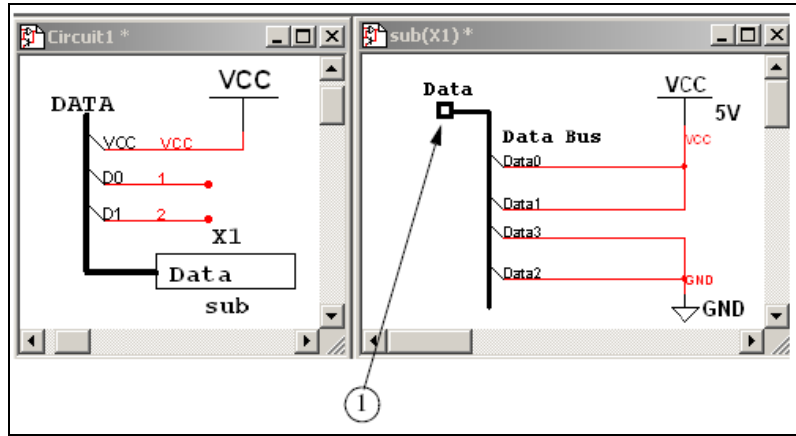 Circuit1 *
VCC
DATA
VCC VCC
D0 1
D1 2
X1
Data
sub
sub(X1) *
Data
VCC
5V
Data Bus
VCC
Data0
Data1
Data3
Data2
GND
GND
1